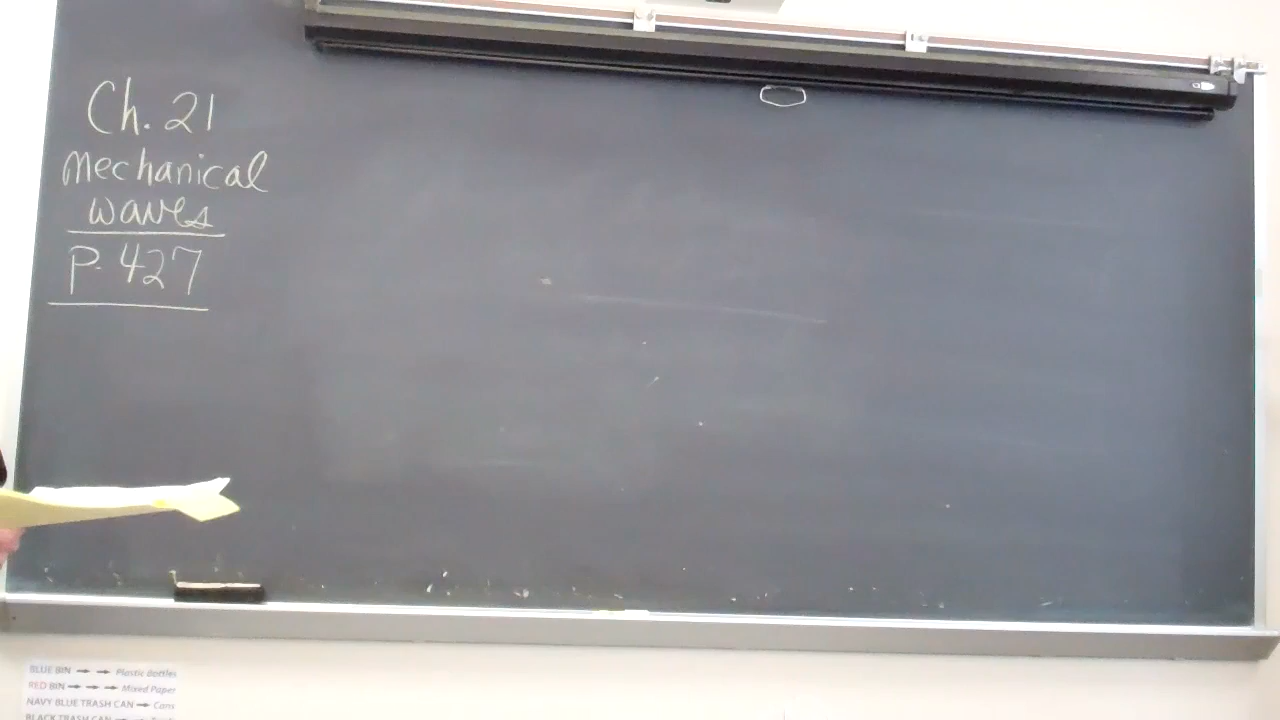 Ch. 21
Mechanical
waves
P. 427
BLUE BIN → → Plastic Bottles
RED BIN → → → Mixed Paper
NAVY BLUE TRASH CAN → Cans
BLACK TRASH CAN